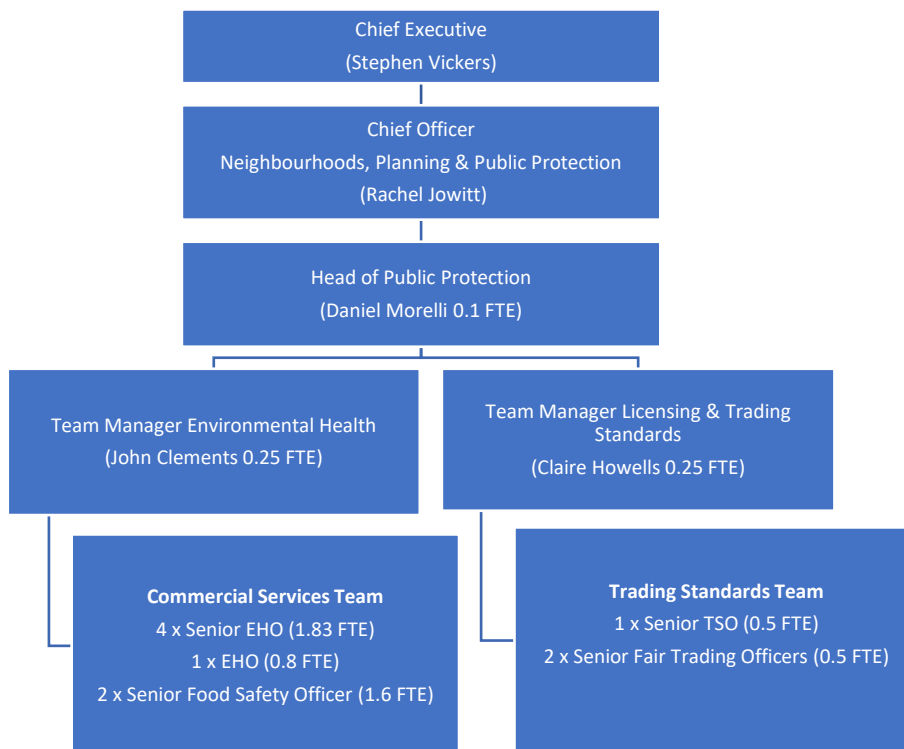 Chief Executive
(Stephen Vickers)
Chief Officer
Neighbourhoods, Planning & Public Protection
(Rachel Jowitt)
Head of Public Protection
(Daniel Morelli 0.1 FTE)
Team Manager Environmental Health
(John Clements 0.25 FTE)
Team Manager Licensing & Trading
Standards
(Claire Howells 0.25 FTE)
Commercial Services Team
4 x Senior EHO (1.83 FTE)
1 x EHO (0.8 FTE)
2 x Senior Food Safety Officer (1.6 FTE)
Trading Standards Team
1 x Senior TSO (0.5 FTE)
2 x Senior Fair Trading Officers (0.5 FTE)